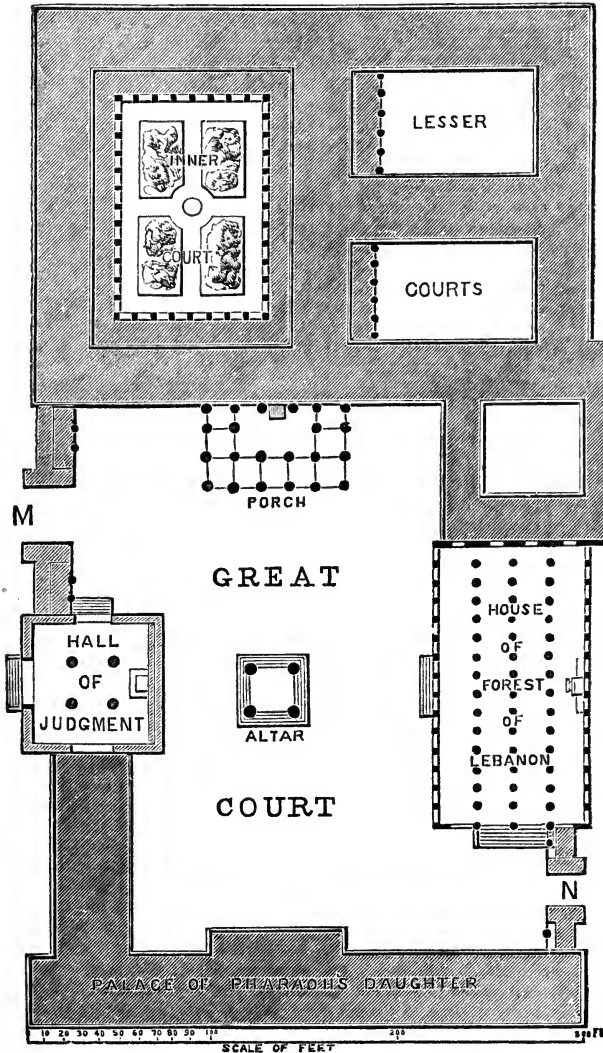 LESSER
INNER
COURT
COURTS
PORCH
M
GREAT
HALL
OF
JUDGMENT
HOUSE
OF
FOREST
OF
LEBANON
ALTAR
COURT
N
PALACE OF PHARAOH'S DAUGHTER
10 20 30 40 50 60 70 80 90 100 200
SCALE OF FEET